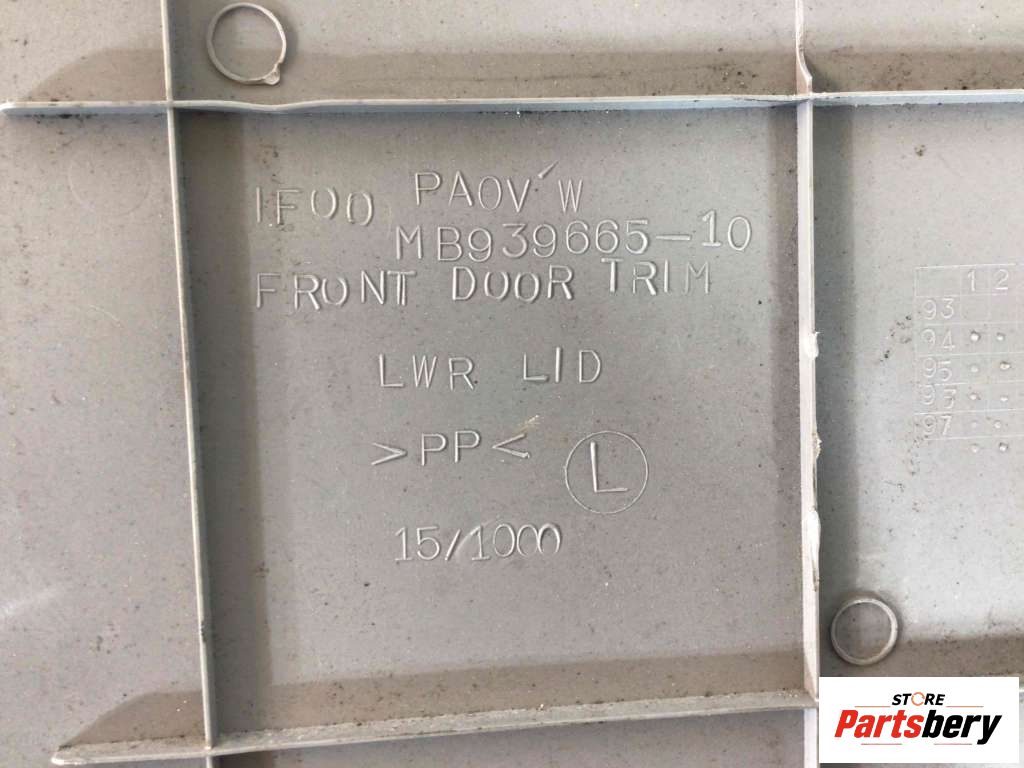 1F00 PA0V'W
MB939665-10
FRONT DOOR TRIM
LWR LID
>PP<
L
15/1000
1 2
93
94
95
93
97
STORE
Partsbery